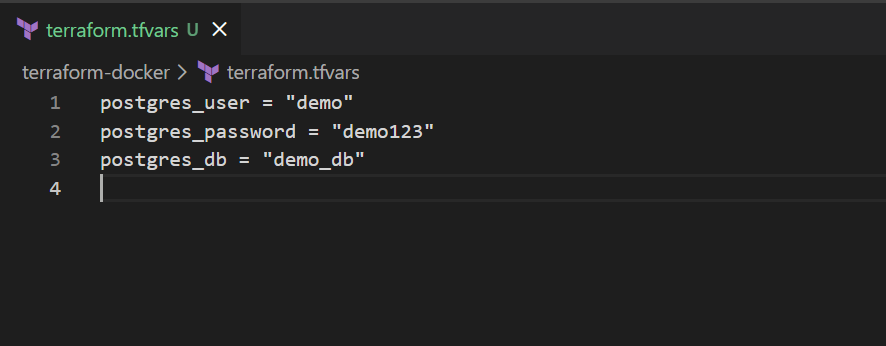 terraform.tfvars U
terraform-docker > terraform.tfvars
1 postgres_user = "demo"
2 postgres_password = "demo123"
3 postgres_db = "demo_db"
4